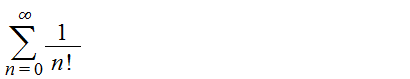 ∞
∑ 1/n!
n=0